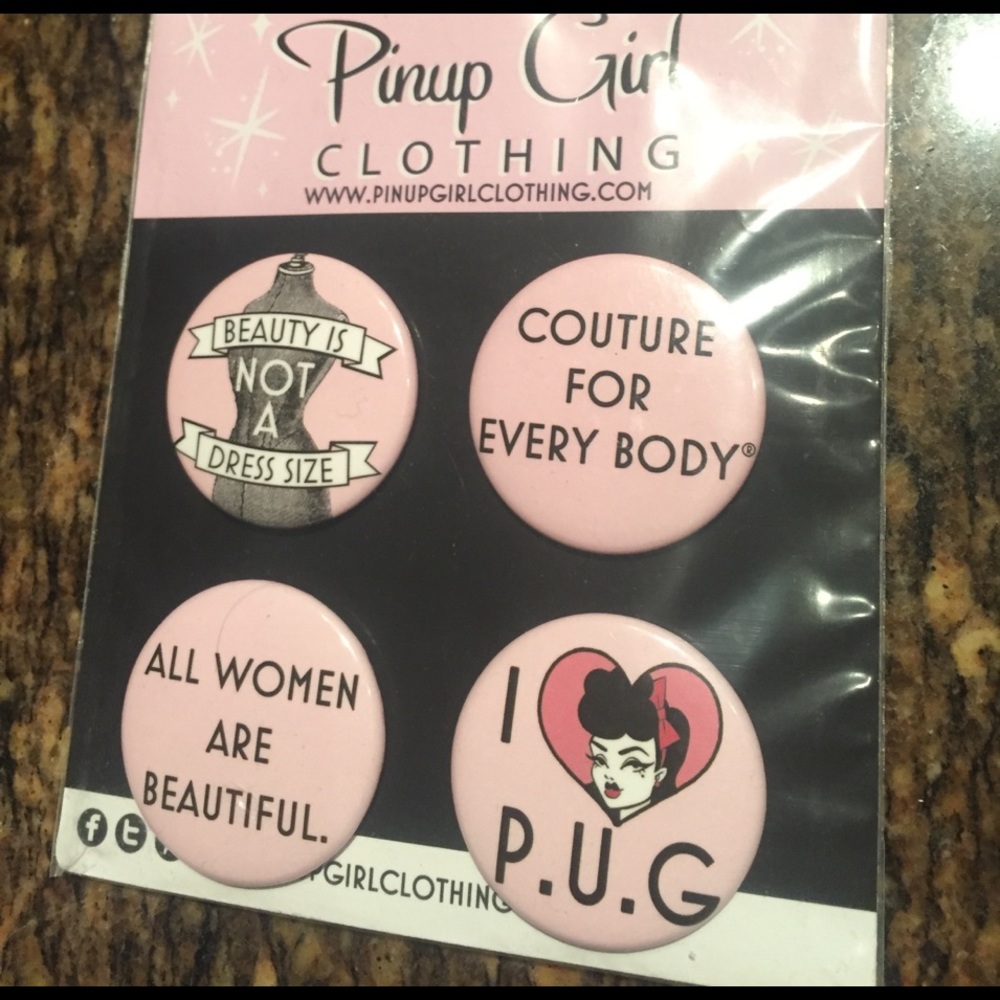 Pinup Girl
CLOTHING
WWW.PINUPGIRLCLOTHING.COM
BEAUTY IS
NOT
A
DRESS SIZE
COUTURE
FOR
EVERY BODY®
ALL WOMEN
ARE
BEAUTIFUL.
I
P.U.G
f t
PGIRLCLOTHING